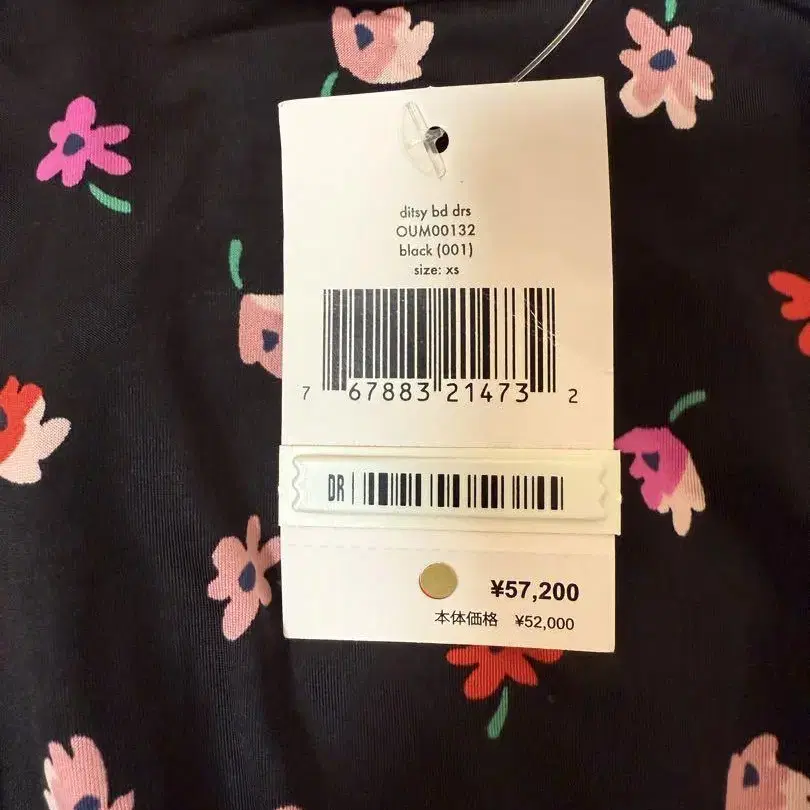 ditsy bd drs
OUM00132
black (001)
size: xs
7 67883 21473 2
DR
¥57,200
本体価格 ¥52,000